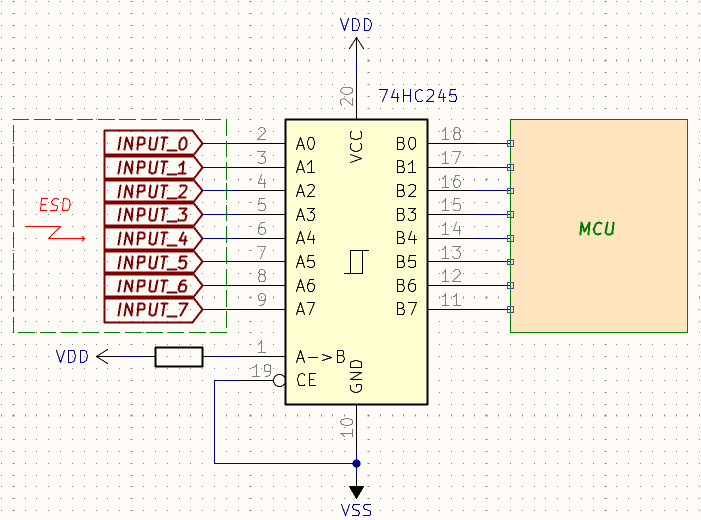 VDD
20
74HC245
VCC
INPUT_0 2 A0 B0 18
INPUT_1 3 A1 B1 17
INPUT_2 4 A2 B2 16
ESD
INPUT_3 5 A3 B3 15
MCU
INPUT_4 6 A4 B4 14
INPUT_5 7 A5 B5 13
INPUT_6 8 A6 B6 12
INPUT_7 9 A7 B7 11
VDD 1 A->B
19 CE
GND
10
VSS